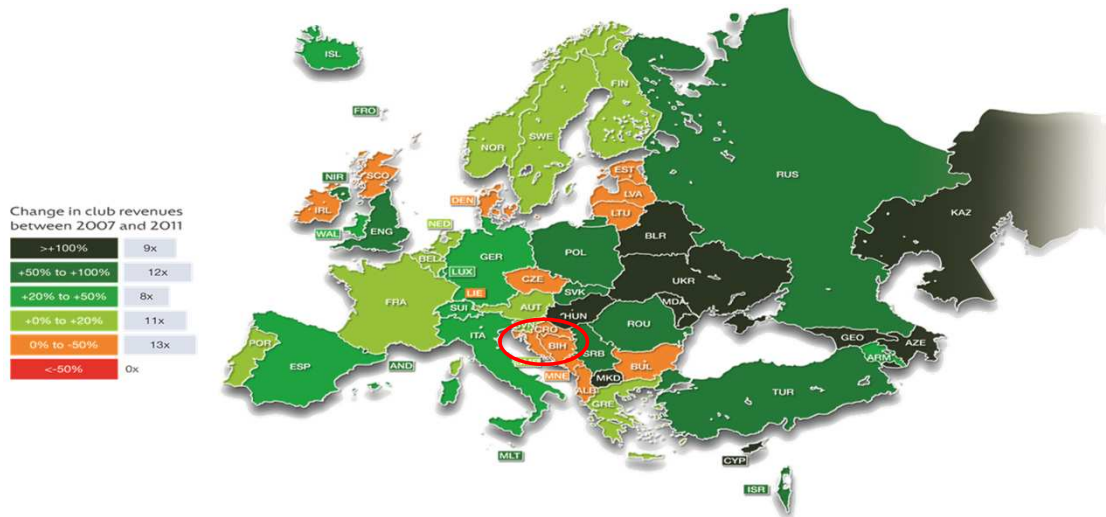 ISL
FRO
FIN
NOR
SWE
RUS
NIR
SCO
EST
DEN
LVA
IRL
LTU
KAZ
Change in club revenues
between 2007 and 2011
>+100% 9x
+50% to +100% 12x
+20% to +50% 8x
+0% to +20% 11x
0% to -50% 13x
<-50% 0x
WAL
ENG
NED
BLR
BEL
GER
POL
LUX
CZE
UKR
FRA
LIE
SVK
AUT
MDA
SUI
HUN
ROU
ITA
CRO
BIH
SRB
GEO
AZE
ARM
POR
ESP
AND
MNE
MKD
BUL
ALB
TUR
GRE
MLT
CYP
ISR